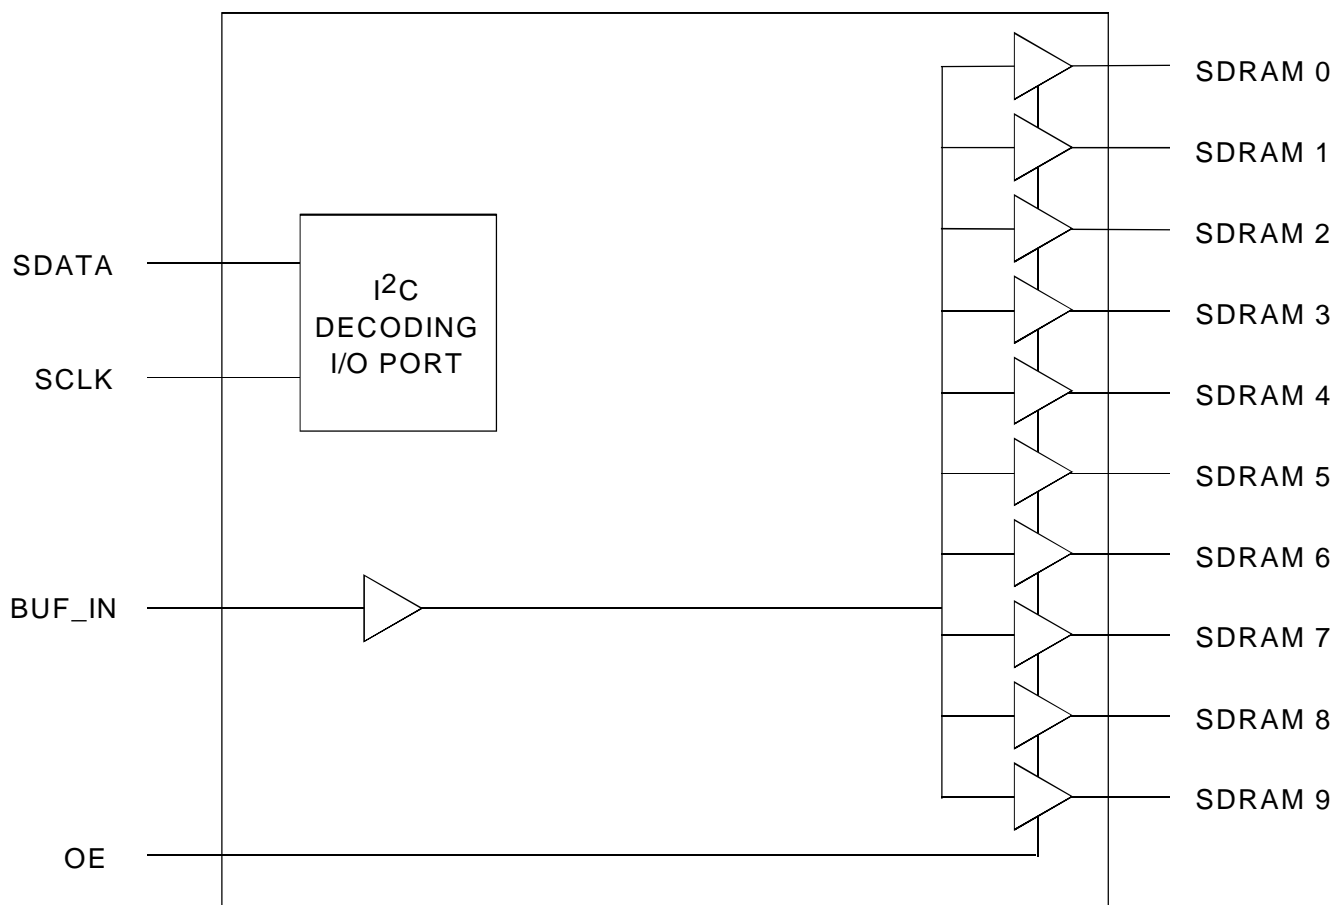 SDATA
SCLK
BUF_IN
OE
I²C
DECODING
I/O PORT
SDRAM 0
SDRAM 1
SDRAM 2
SDRAM 3
SDRAM 4
SDRAM 5
SDRAM 6
SDRAM 7
SDRAM 8
SDRAM 9